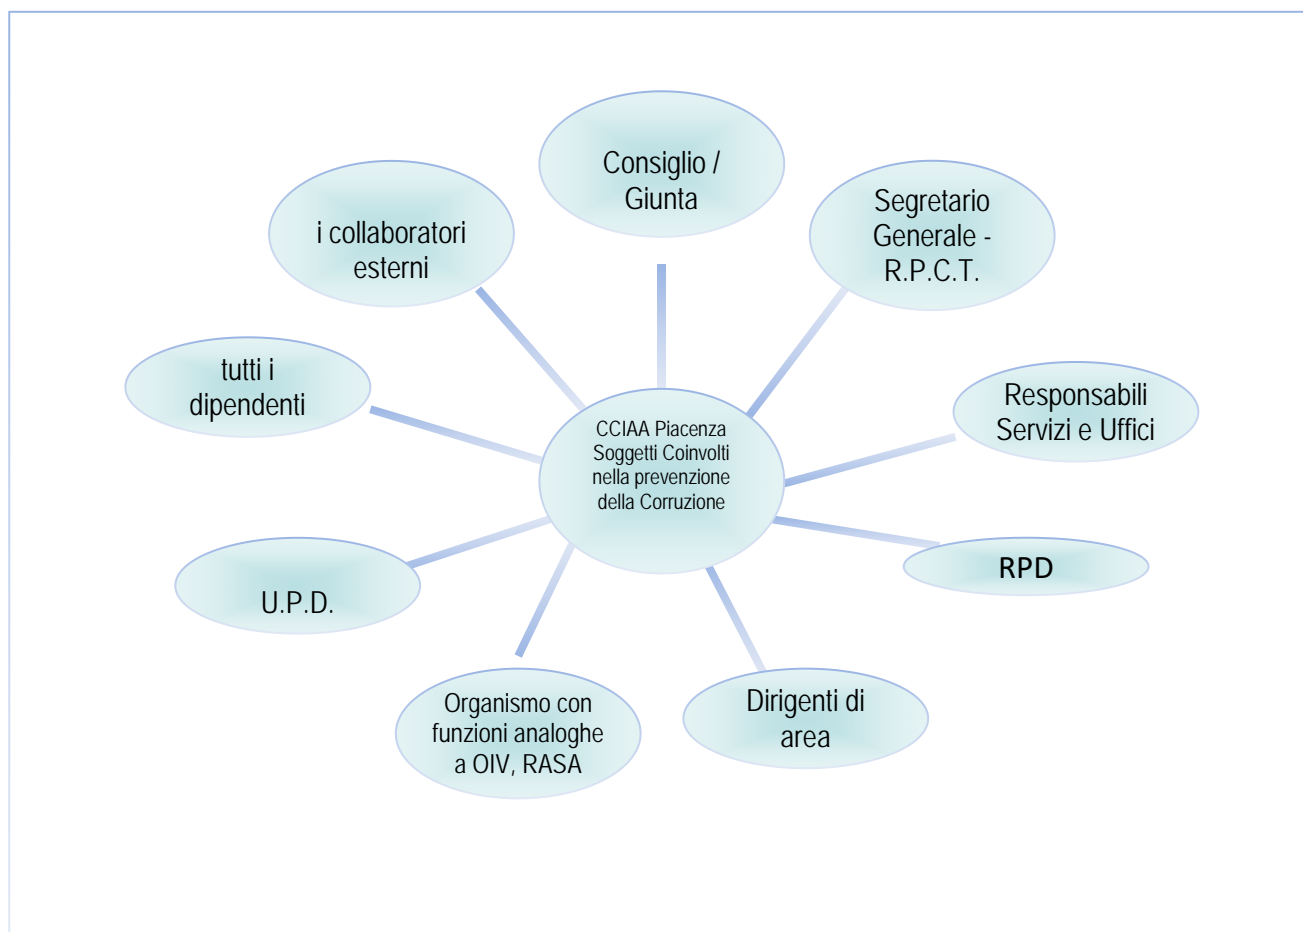 Consiglio /
Giunta
Segretario
Generale -
R.P.C.T.
i collaboratori
esterni
tutti i
dipendenti
Responsabili
Servizi e Uffici
CCIAA Piacenza
Soggetti Coinvolti
nella prevenzione
della Corruzione
RPD
U.P.D.
Organismo con
funzioni analoghe
a OIV, RASA
Dirigenti di
area